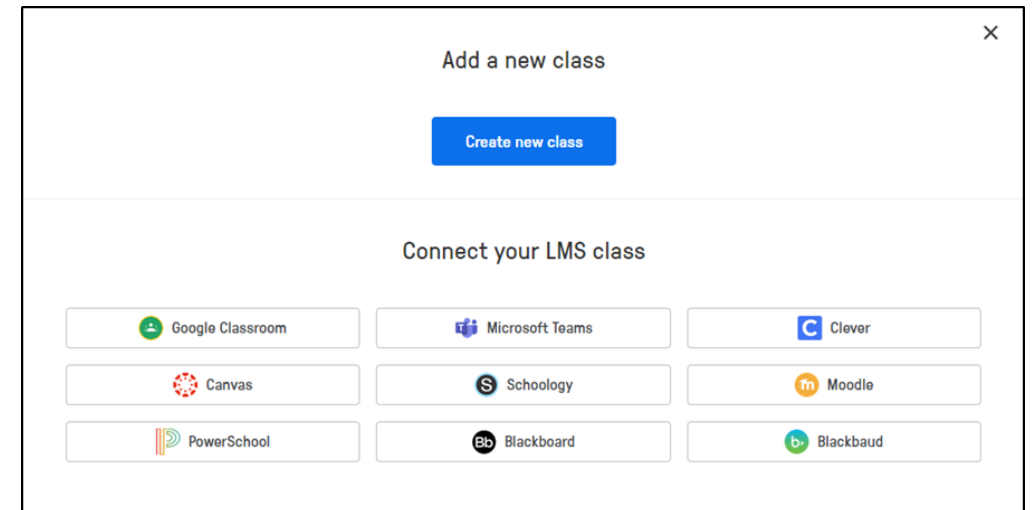 Add a new class
Create new class
Connect your LMS class
Google Classroom
Microsoft Teams
C Clever
Canvas
S Schoology
m Moodle
PowerSchool
Bb Blackboard
b Blackbaud